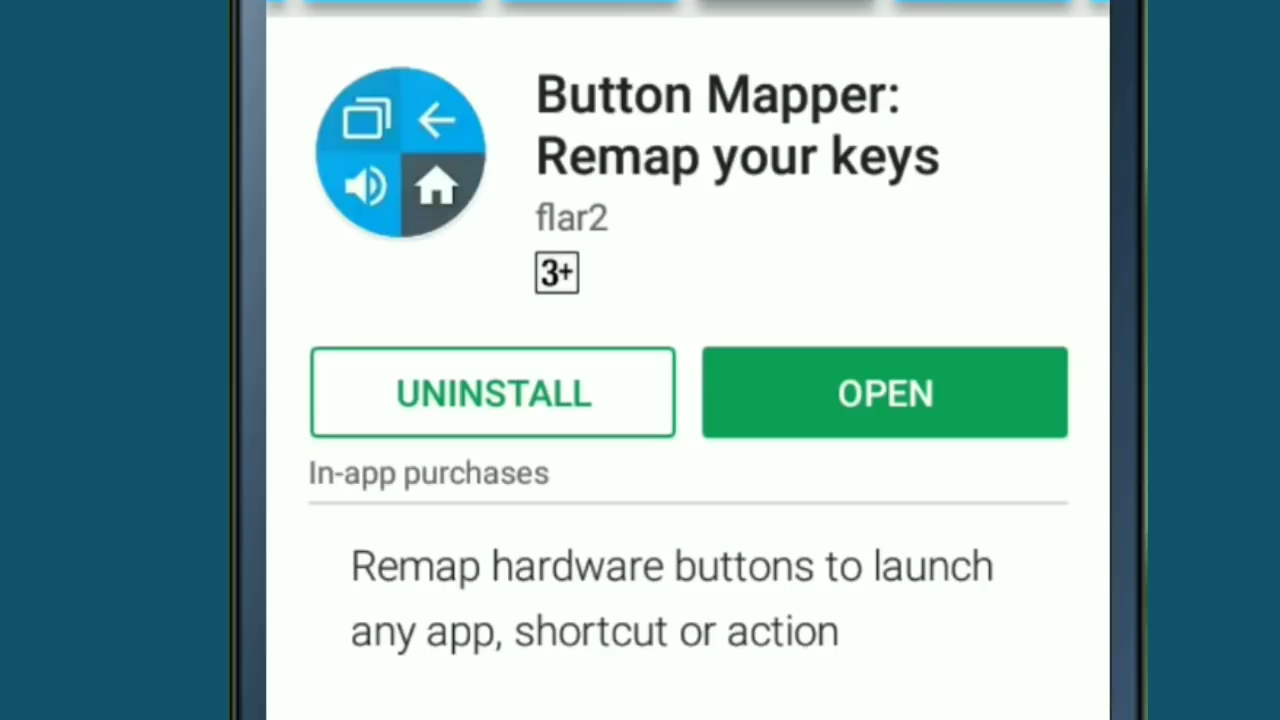 Button Mapper:
Remap your keys
flar2
3+
UNINSTALL
OPEN
In-app purchases
Remap hardware buttons to launch
any app, shortcut or action